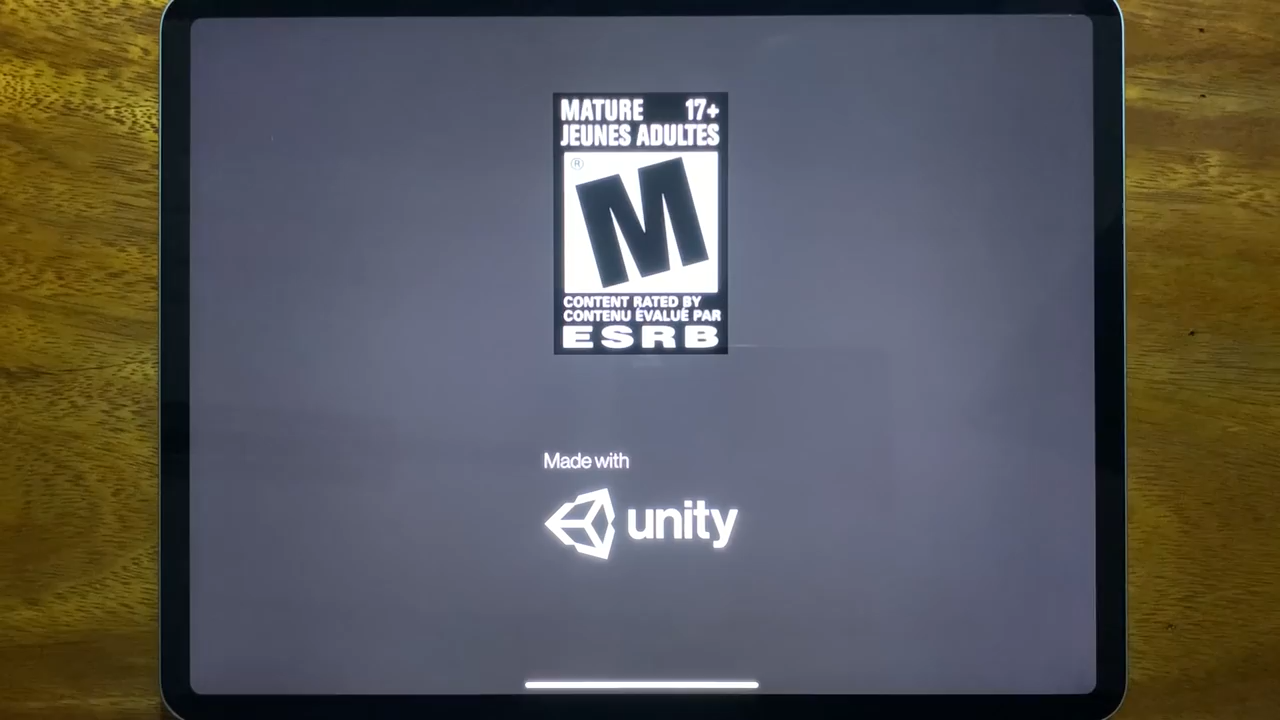 MATURE 17+
JEUNES ADULTES
®
M
CONTENT RATED BY
CONTENU ÉVALUÉ PAR
ESRB
Made with
unity